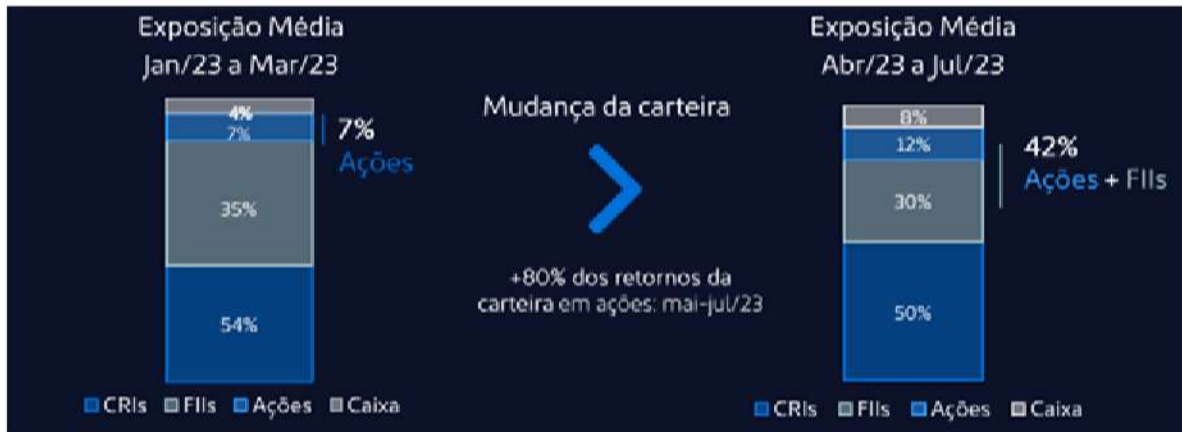 Exposição Média
Jan/23 a Mar/23
4%
7%
35%
54%
7%
Ações
CRIs FIIs Ações Caixa
Mudança da carteira
+80% dos retornos da
carteira em ações: mai-jul/23
Exposição Média
Abr/23 a Jul/23
8%
12%
30%
50%
42%
Ações + FIIs
CRIs FIIs Ações Caixa